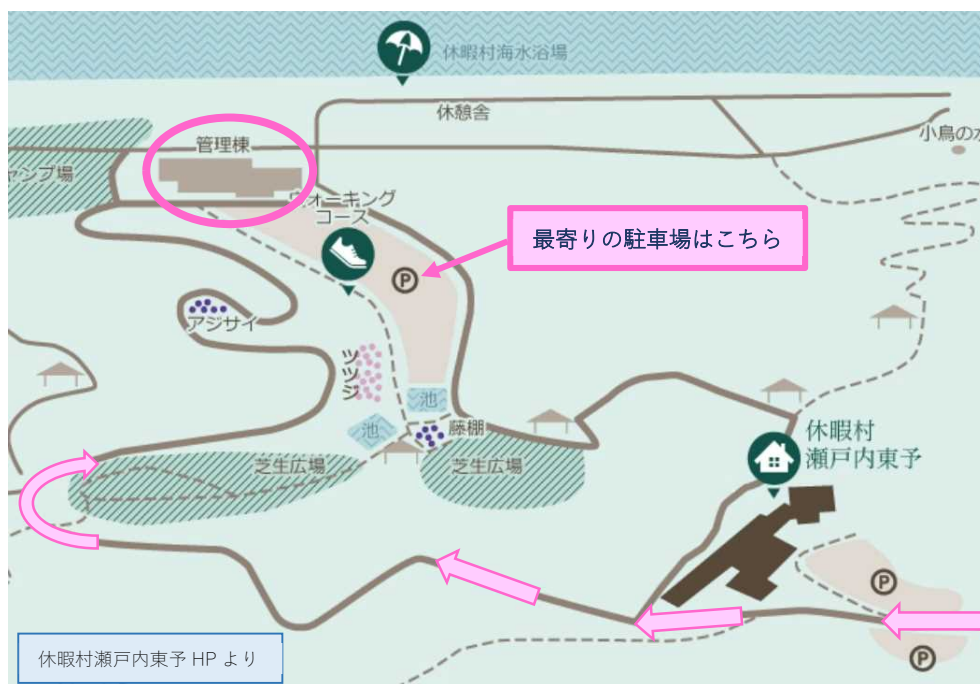 休暇村海水浴場
休憩舎
小鳥の水
管理棟
ャンプ場
ウォーキング
コース
最寄りの駐車場はこちら
P
アジサイ
ツツジ
池
池
藤棚
芝生広場
芝生広場
休暇村
瀬戸内東予
P
P
休暇村瀬戸内東予 HP より